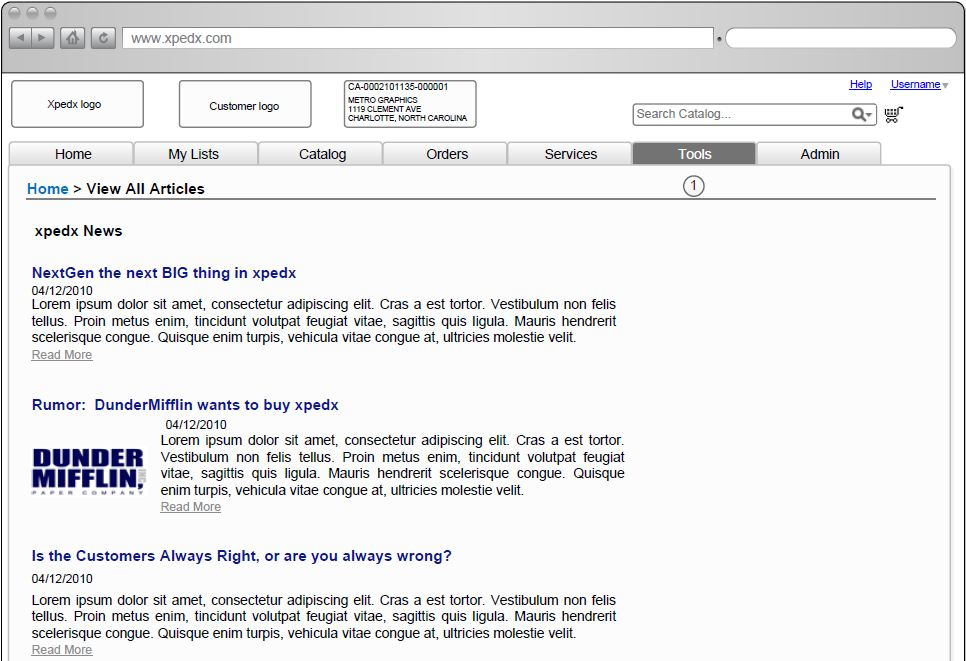 www.xpedx.com
Help Username
Xpedx logo
Customer logo
CA-0002101135-000001
METRO GRAPHICS
1119 CLEMENT AVE
CHARLOTTE, NORTH CAROLINA
Search Catalog...
Home My Lists Catalog Orders Services Tools Admin
1
Home > View All Articles
xpedx News
NextGen the next BIG thing in xpedx
04/12/2010
Lorem ipsum dolor sit amet, consectetur adipiscing elit. Cras a est tortor. Vestibulum non felis
tellus. Proin metus enim, tincidunt volutpat feugiat vitae, sagittis quis ligula. Mauris hendrerit
scelerisque congue. Quisque enim turpis, vehicula vitae congue at, ultricies molestie velit.
Read More
Rumor: DunderMifflin wants to buy xpedx
DUNDER
MIFFLIN,
PAPER COMPANY
04/12/2010
Lorem ipsum dolor sit amet, consectetur adipiscing elit. Cras a est tortor.
Vestibulum non felis tellus. Proin metus enim, tincidunt volutpat feugiat
vitae, sagittis quis ligula. Mauris hendrerit scelerisque congue. Quisque
enim turpis, vehicula vitae congue at, ultricies molestie velit.
Read More
Is the Customers Always Right, or are you always wrong?
04/12/2010
Lorem ipsum dolor sit amet, consectetur adipiscing elit. Cras a est tortor. Vestibulum non felis
tellus. Proin metus enim, tincidunt volutpat feugiat vitae, sagittis quis ligula. Mauris hendrerit
scelerisque congue. Quisque enim turpis, vehicula vitae congue at, ultricies molestie velit.
Read More